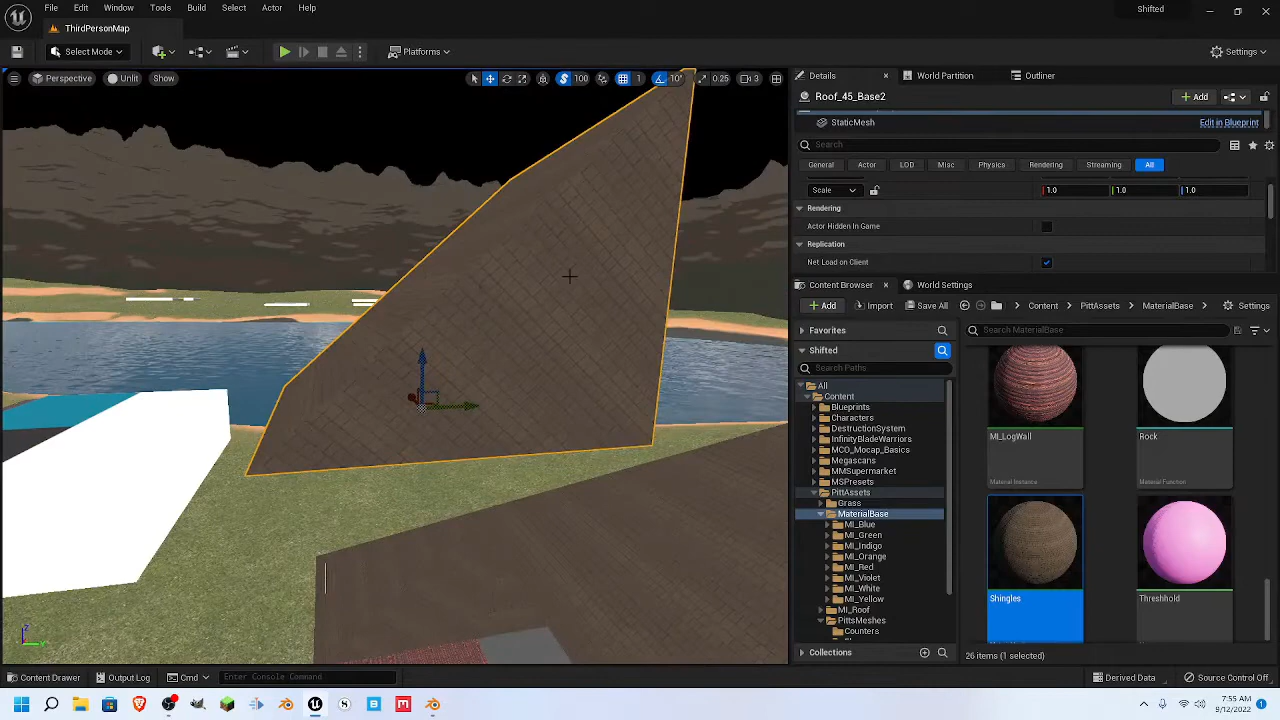 File Edit Window Tools Build Select Actor Help
Shifted
ThirdPersonMap
Select Mode
Platforms
Settings
Perspective Unlit Show
100 1 10° 0.25 3
Details World Partition Outliner
Roof_45_Base2
Add
StaticMesh Edit in Blueprint
Search
General Actor LOD Misc Physics Rendering Streaming All
Scale 1.0 1.0 1.0
Rendering
Actor Hidden In Game
Replication
Net Load on Client
Content Browser World Settings
Add Import Save All Content PittAssets MaterialBase Settings
Favorites
Search MaterialBase
Shifted
Search Paths
All
Content
Blueprints
Characters
DestructionSystem
InfinityBladeWarriors
MCO_Mocap_Basics
Megascans
MMSupermarket
MSPresets
PittAssets
Grass
MaterialBase
MI_Blue
MI_Green
MI_Indigo
MI_Orange
MI_Red
MI_Violet
MI_White
MI_Yellow
MI_Roof
PittsMeshes
Counters
MI_LogWall
Material Instance
Rock
Material Function
Shingles
Threshhold
Collections
26 items (1 selected)
Content Drawer Output Log Cmd Enter Console Command
Source Control Off
7:55 AM
9/12/2022